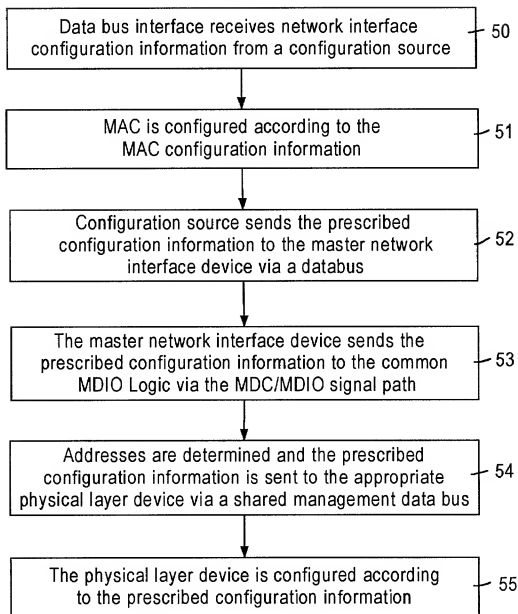 Data bus interface receives network interface
configuration information from a configuration source
50
MAC is configured according to the
MAC configuration information
51
Configuration source sends the prescribed
configuration information to the master network
interface device via a databus
52
The master network interface device sends the
prescribed configuration information to the common
MDIO Logic via the MDC/MDIO signal path
53
Addresses are determined and the prescribed
configuration information is sent to the appropriate
physical layer device via a shared management data bus
54
The physical layer device is configured according
to the prescribed configuration information
55